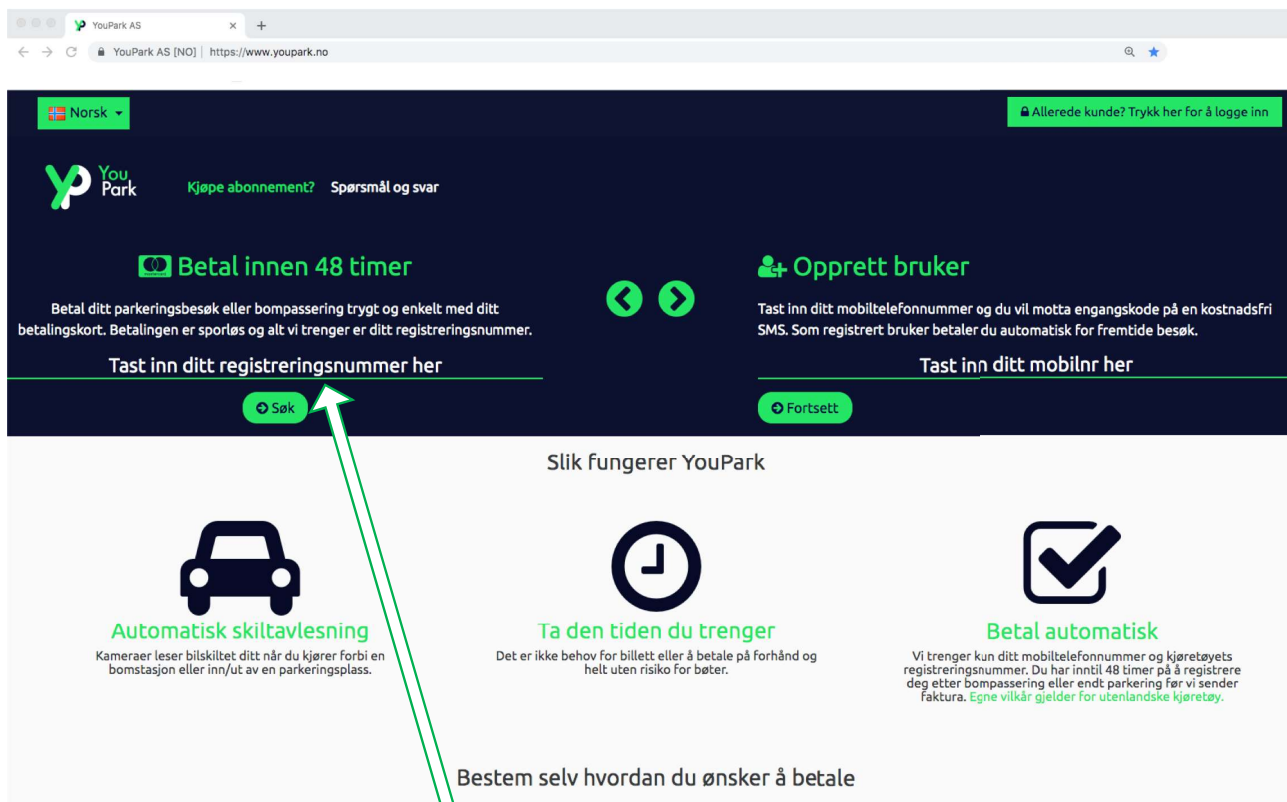 YouPark AS
YouPark AS [NO] | https://www.youpark.no
Norsk
Allerede kunde? Trykk her for å logge inn
You
Park
Kjøpe abonnement? Spørsmål og svar
Betal innen 48 timer
Betal ditt parkeringsbesøk eller bompassering trygt og enkelt med ditt
betalingskort. Betalingen er sporløs og alt vi trenger er ditt registreringsnummer.
Tast inn ditt registreringsnummer her
Søk
Opprett bruker
Tast inn ditt mobiltelefonnummer og du vil motta engangskode på en kostnadsfri
SMS. Som registrert bruker betaler du automatisk for fremtide besøk.
Tast inn ditt mobilnr her
Fortsett
Slik fungerer YouPark
Automatisk skiltavlesning
Kameraer leser bilskiltet ditt når du kjører forbi en
bomstasjon eller inn/ut av en parkeringsplass.
Ta den tiden du trenger
Det er ikke behov for billett eller å betale på forhånd og
helt uten risiko for bøter.
Betal automatisk
Vi trenger kun ditt mobiltelefonnummer og kjøretøyets
registreringsnummer. Du har inntil 48 timer på å registrere
deg etter bompassering eller endt parkering før vi sender
faktura. Egne vilkår gjelder for utenlandske kjøretøy.
Bestem selv hvordan du ønsker å betale